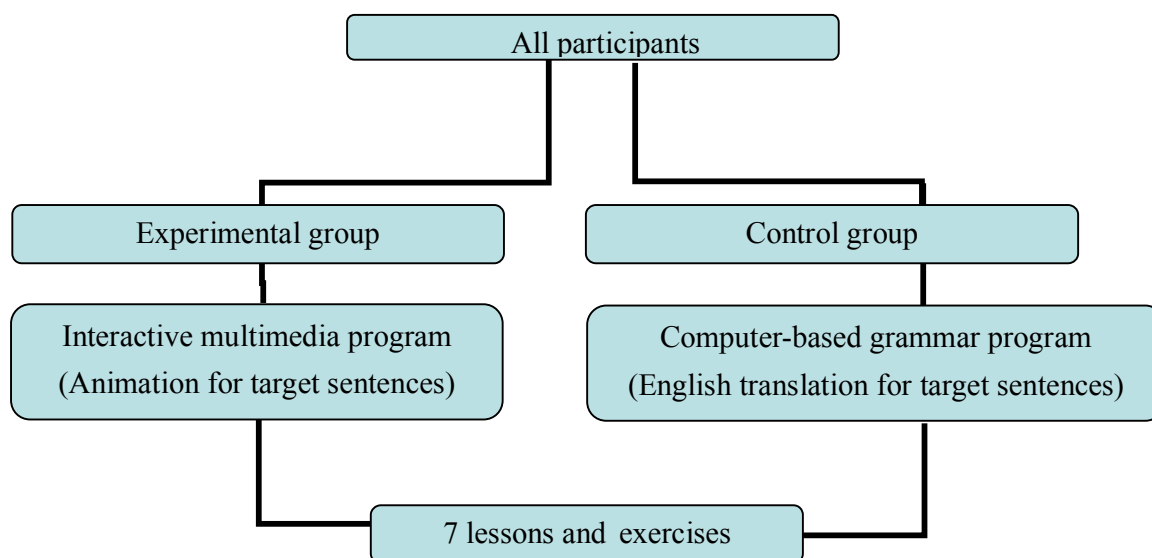 All participants
Experimental group
Control group
Interactive multimedia program
(Animation for target sentences)
Computer-based grammar program
(English translation for target sentences)
7 lessons and exercises